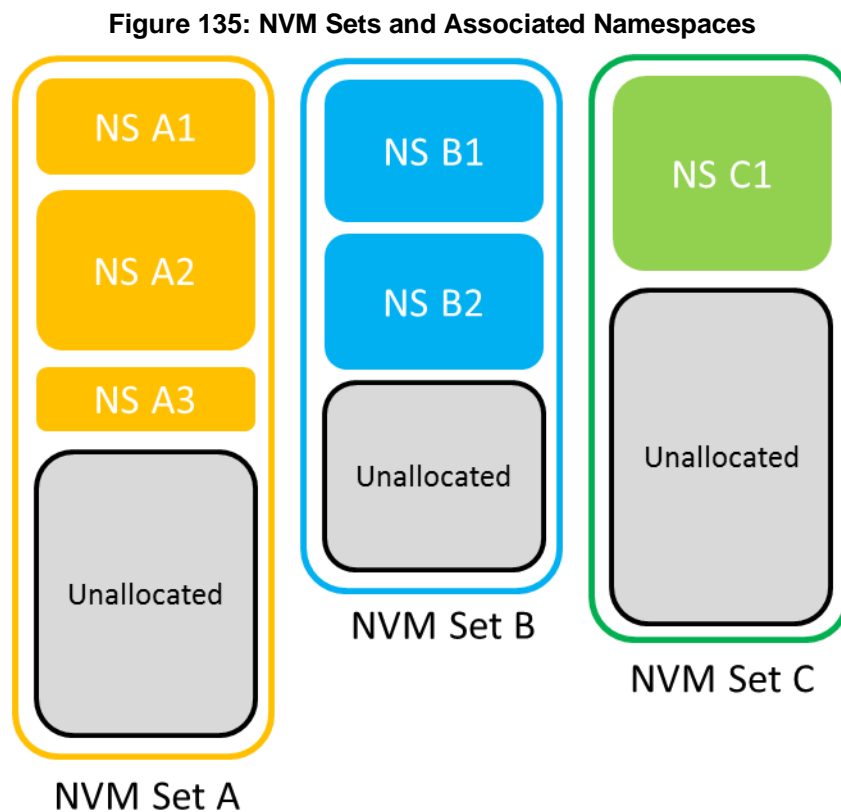 Figure 135: NVM Sets and Associated Namespaces
NS A1
NS A2
NS A3
Unallocated
NVM Set A
NS B1
NS B2
Unallocated
NVM Set B
NS C1
Unallocated
NVM Set C